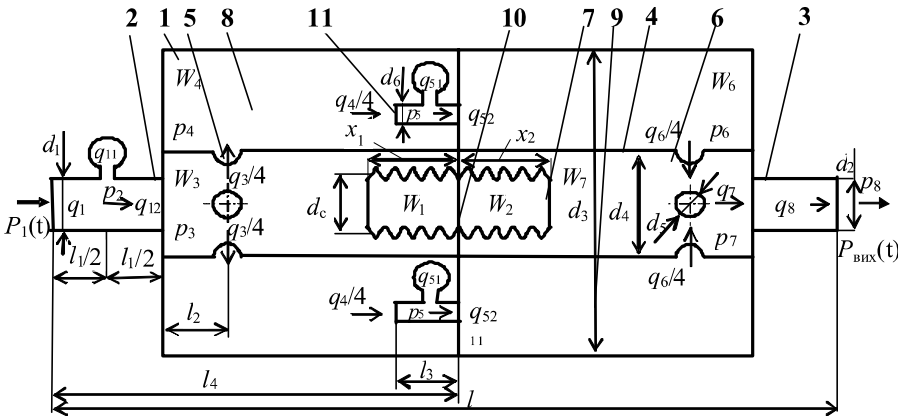 2 1 5 8 11 10 7 9 4 6 3
W₄ d₆ q₅₁ W₆
q₄/4 p₅ q₅₂
x₁ x₂ q₆/4
p₄ p₆
d₁ q₁₁ d₂
W₃ q₃/4 W₇
p₂ q₁ q₁₂ d_c W₁ W₂ d₃ d₄ d₅ q₇ q₈ p₈
P₁(t) p₃ q₃/4 p₇ P_вих(t)
l₁/2 l₁/2 q₅₁ q₆/4
q₄/4 p₅ q₅₂
l₂ 11
l₃
l₄
l